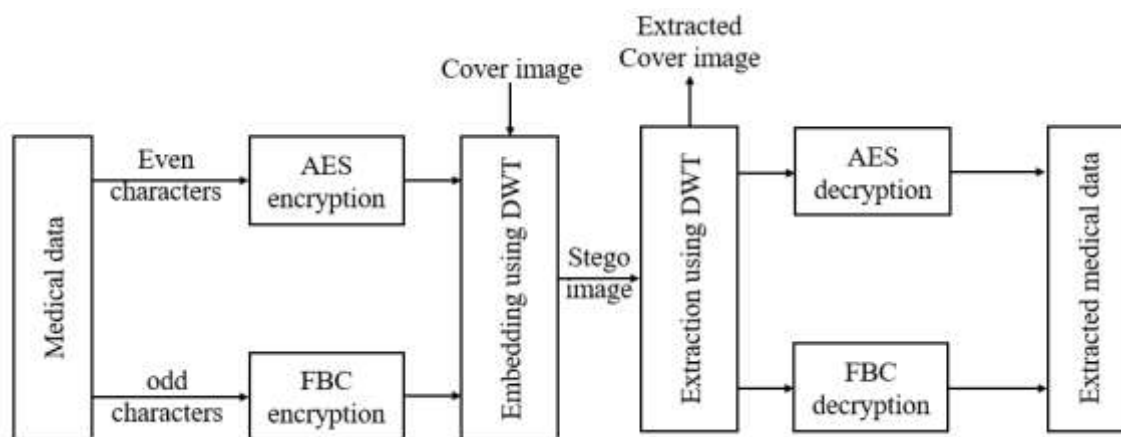 Medical data
Even
characters
odd
characters
AES
encryption
FBC
encryption
Cover image
Embedding using DWT
Stego
image
Extracted
Cover image
Extraction using DWT
AES
decryption
FBC
decryption
Extracted medical data